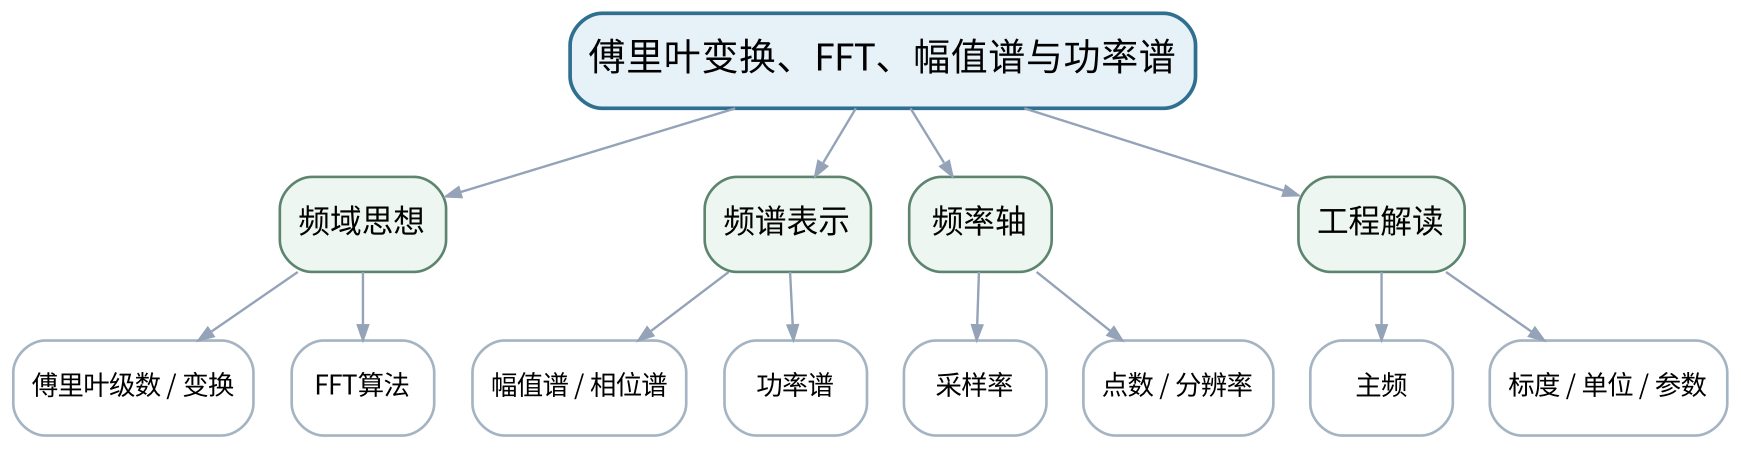 傅里叶变换、FFT、幅值谱与功率谱
频域思想
频谱表示
频率轴
工程解读
傅里叶级数 / 变换
FFT算法
幅值谱 / 相位谱
功率谱
采样率
点数 / 分辨率
主频
标度 / 单位 / 参数